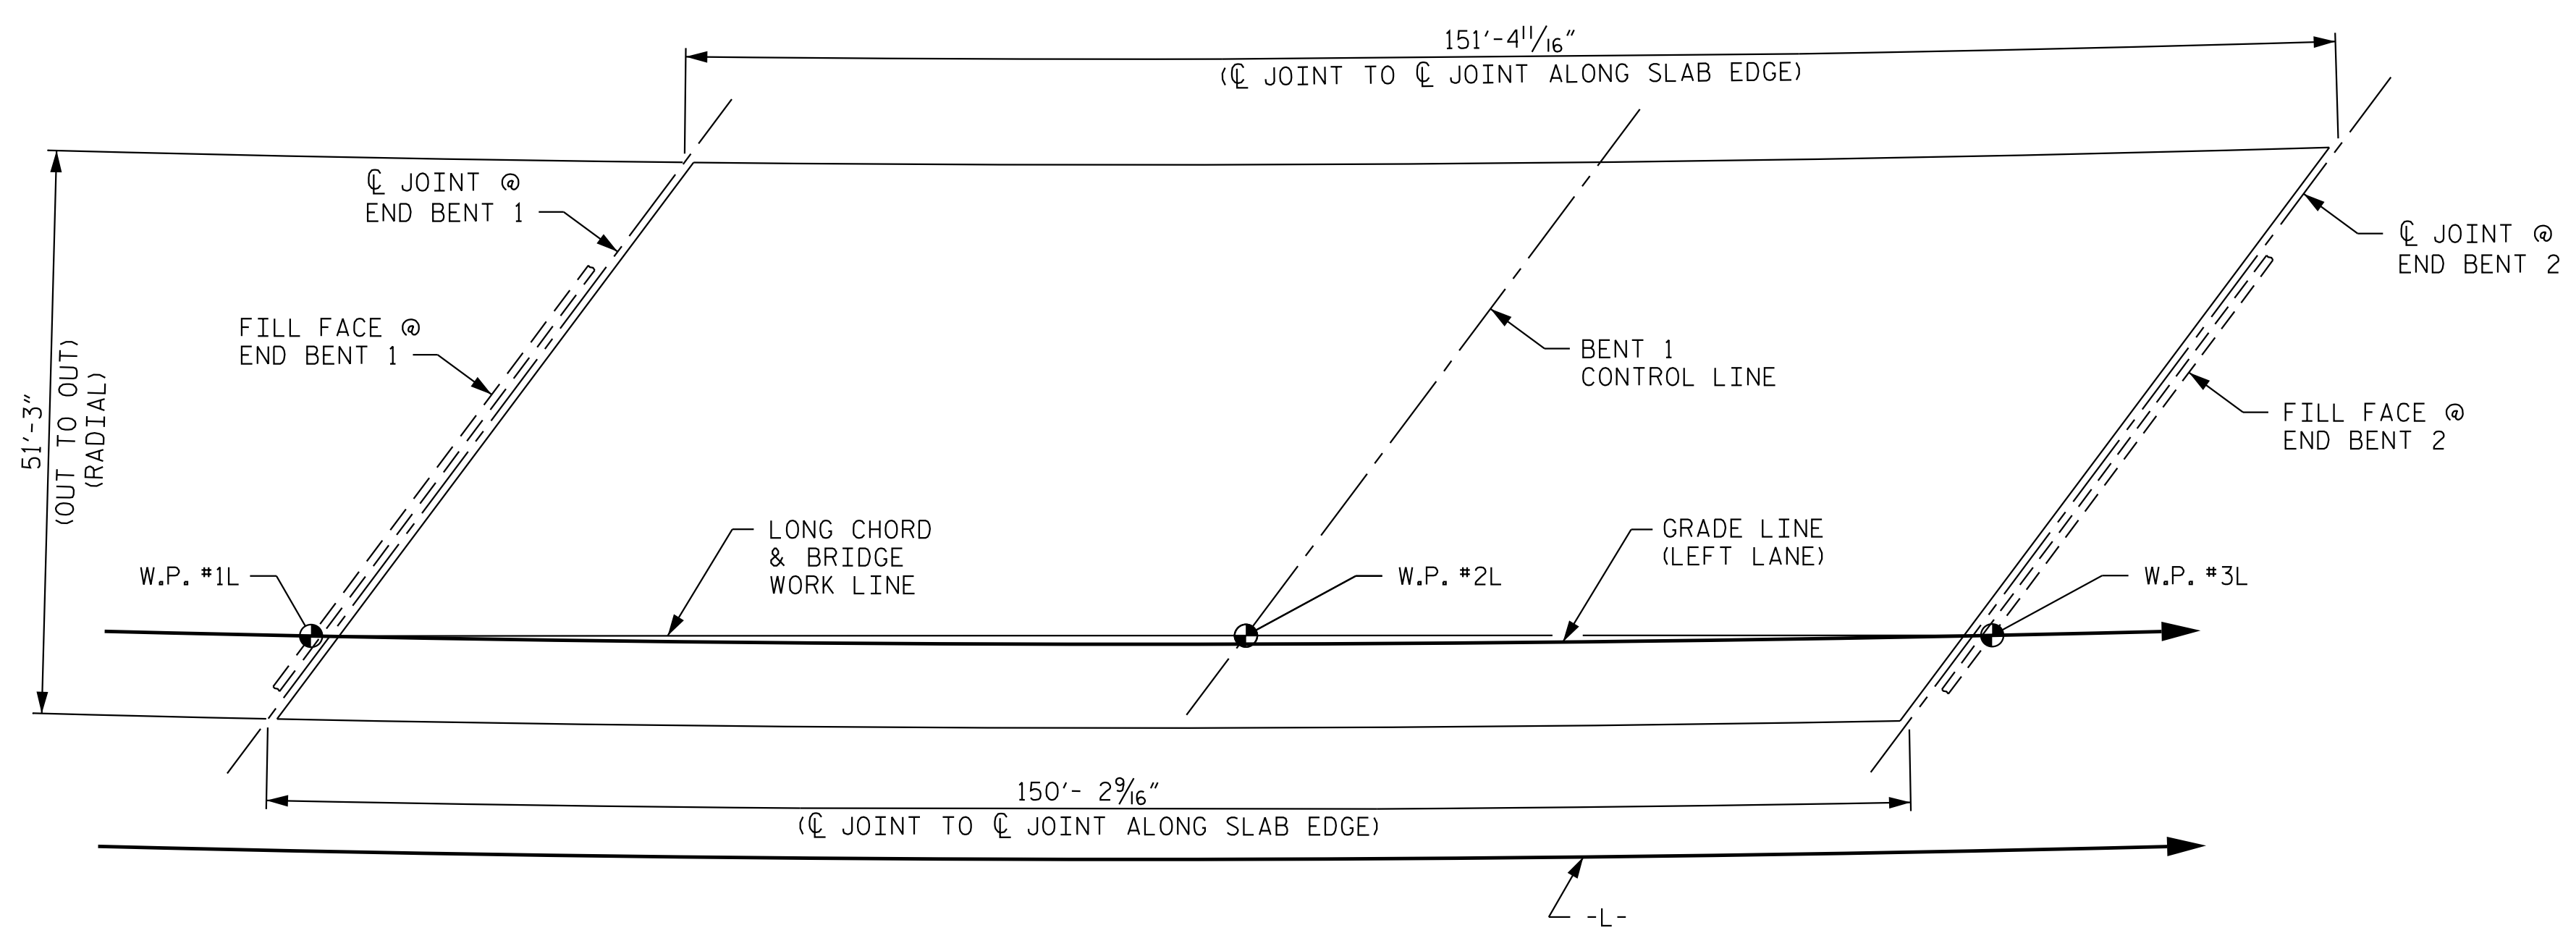 151'-4 11/16"
(℄ JOINT TO ℄ JOINT ALONG SLAB EDGE)
℄ JOINT @
END BENT 1
℄ JOINT @
END BENT 2
FILL FACE @
END BENT 1
BENT 1
CONTROL LINE
FILL FACE @
END BENT 2
51'-3"
(OUT TO OUT)
(RADIAL)
LONG CHORD
& BRIDGE
WORK LINE
GRADE LINE
(LEFT LANE)
W.P. #1L
W.P. #2L
W.P. #3L
150'- 2 9/16"
(℄ JOINT TO ℄ JOINT ALONG SLAB EDGE)
-L-